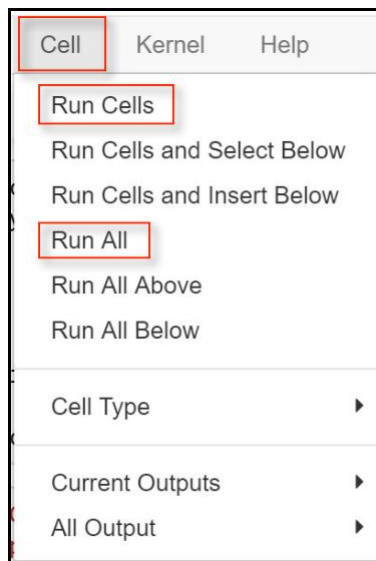 Cell Kernel Help
Run Cells
Run Cells and Select Below
Run Cells and Insert Below
Run All
Run All Above
Run All Below
Cell Type
Current Outputs
All Output